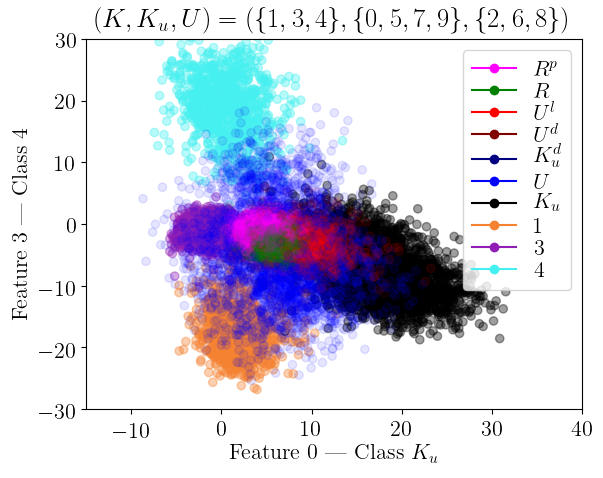 (K, K_u, U) = ({1, 3, 4}, {0, 5, 7, 9}, {2, 6, 8})
30
20
10
0
−10
−20
−30
Feature 3 — Class 4
R^p
R
U^l
U^d
K_u^d
U
K_u
1
3
4
−10
0
10
20
30
40
Feature 0 — Class K_u